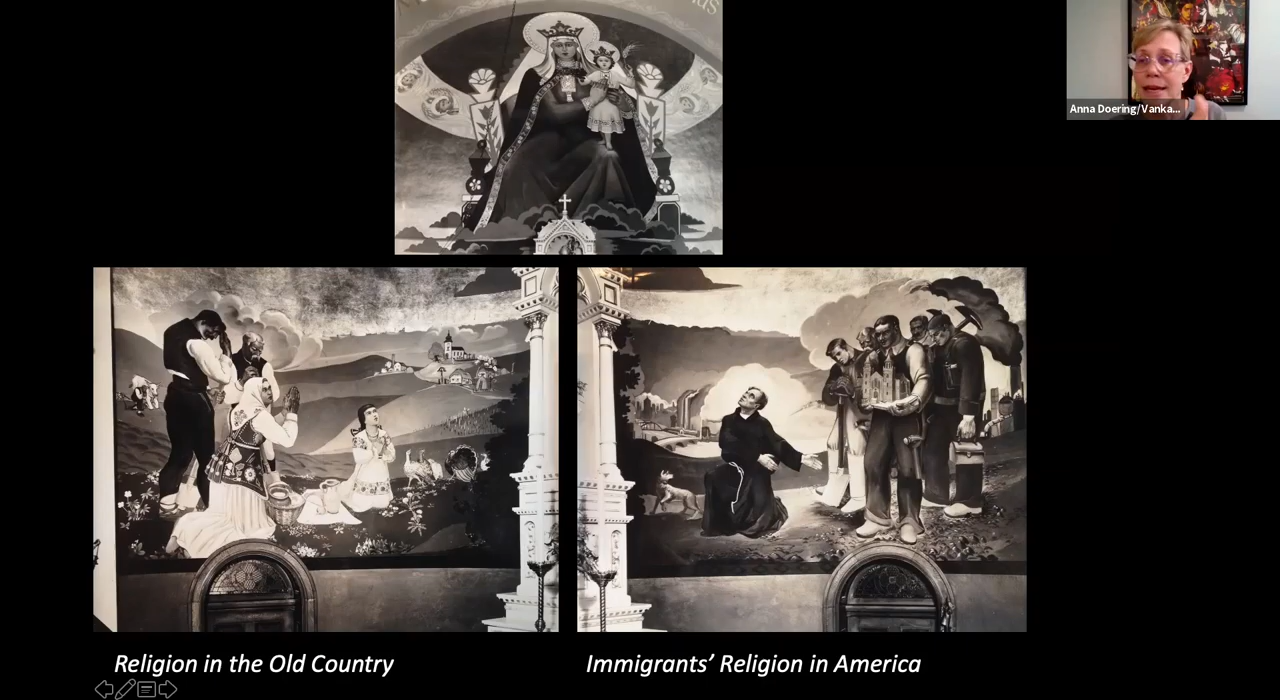 Anna Doering/Vanka...
Religion in the Old Country
Immigrants’ Religion in America